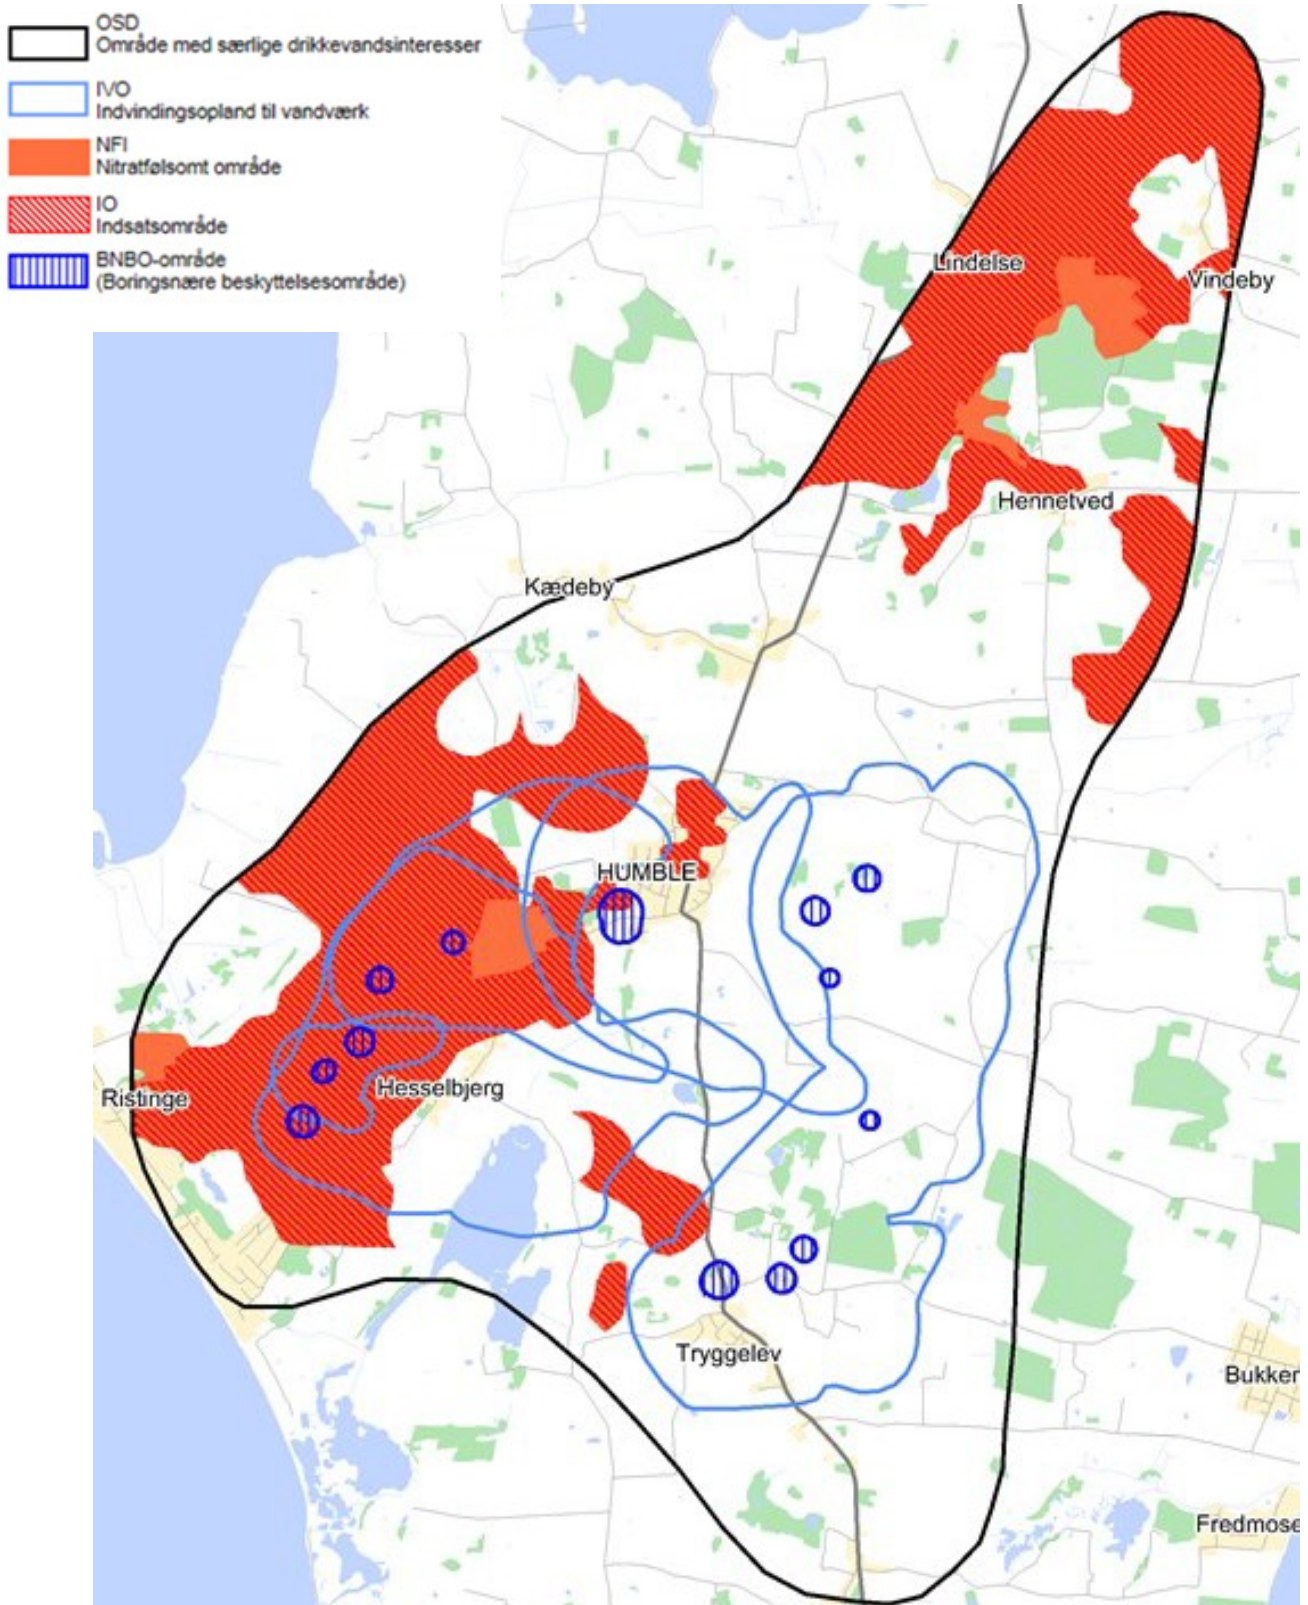 OSD
Område med særlige drikkevandsinteresser
IVO
Indvindingsopland til vandværk
NFI
Nitratfølsomt område
IO
Indsatsområde
BNBO-område
(Boringsnære beskyttelsesområde)
Lindelse
Vindeby
Hennetved
Kædeby
HUMBLE
Hesselbjerg
Ristinge
Tryggelev
Bukker
Fredmose